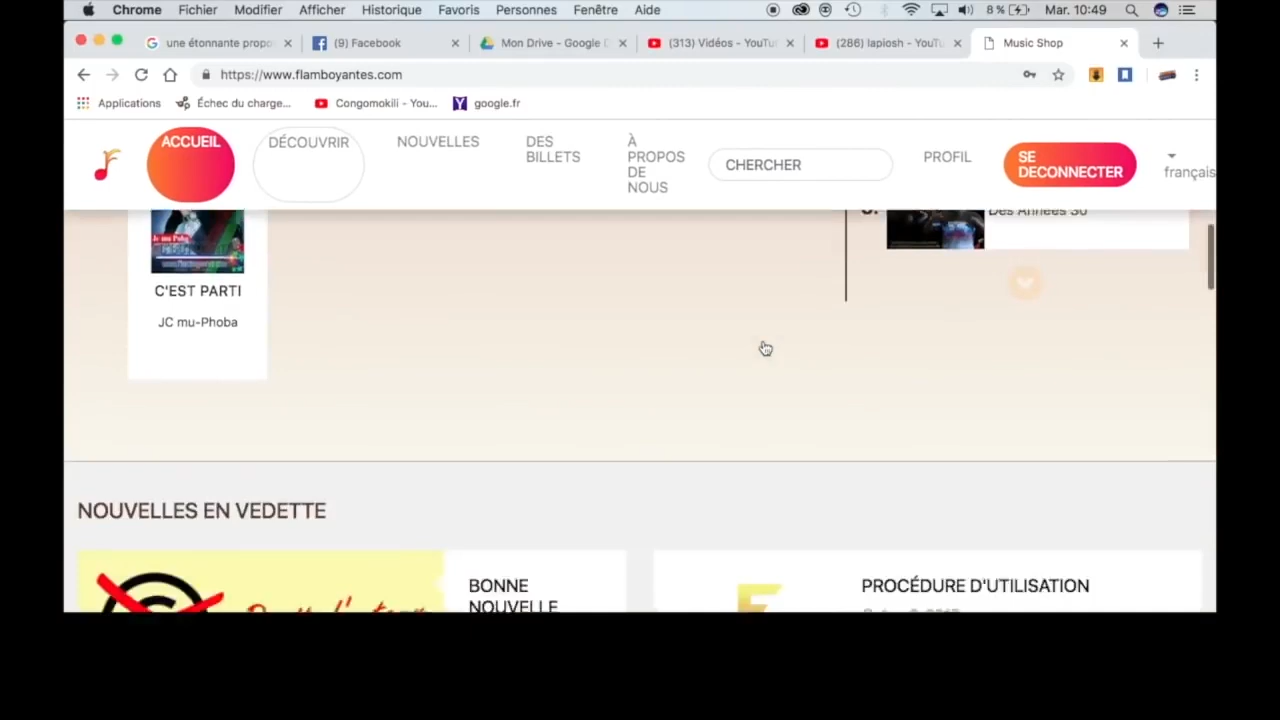 Chrome Fichier Modifier Afficher Historique Favoris Personnes Fenêtre Aide 8 % Mar. 10:49
une étonnante propo (9) Facebook Mon Drive - Google D (313) Vidéos - YouTu (286) lapiosh - YouTu Music Shop
https://www.flamboyantes.com
Applications Échec du charge... Congomokili - You... google.fr
ACCUEIL
DÉCOUVRIR
NOUVELLES
DES
BILLETS
À
PROPOS
DE
NOUS
CHERCHER
PROFIL
SE
DECONNECTER
français
Des Années 30
Jc mu Poba
C'EST PARTI
JC mu-Phoba
NOUVELLES EN VEDETTE
BONNE
NOUVELLE
PROCÉDURE D'UTILISATION